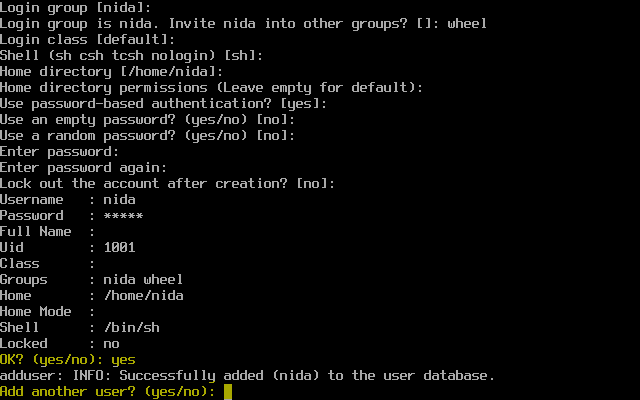 Login group [nida]:
Login group is nida. Invite nida into other groups? []: wheel
Login class [default]:
Shell (sh csh tcsh nologin) [sh]:
Home directory [/home/nida]:
Home directory permissions (Leave empty for default):
Use password-based authentication? [yes]:
Use an empty password? (yes/no) [no]:
Use a random password? (yes/no) [no]:
Enter password:
Enter password again:
Lock out the account after creation? [no]:
Username   : nida
Password   : *****
Full Name  :
Uid        : 1001
Class      :
Groups     : nida wheel
Home       : /home/nida
Home Mode  :
Shell      : /bin/sh
Locked     : no
OK? (yes/no): yes
adduser: INFO: Successfully added (nida) to the user database.
Add another user? (yes/no):